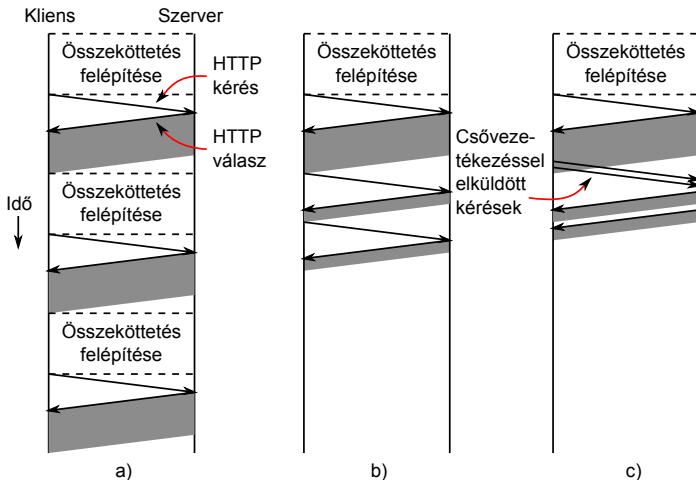 Kliens
Szerver
Összeköttetés
felépítése
HTTP
kérés
HTTP
válasz
Összeköttetés
felépítése
Idő
Összeköttetés
felépítése
a)
Összeköttetés
felépítése
b)
Összeköttetés
felépítése
Csőveze-
tékezéssel
elküldött
kérések
c)